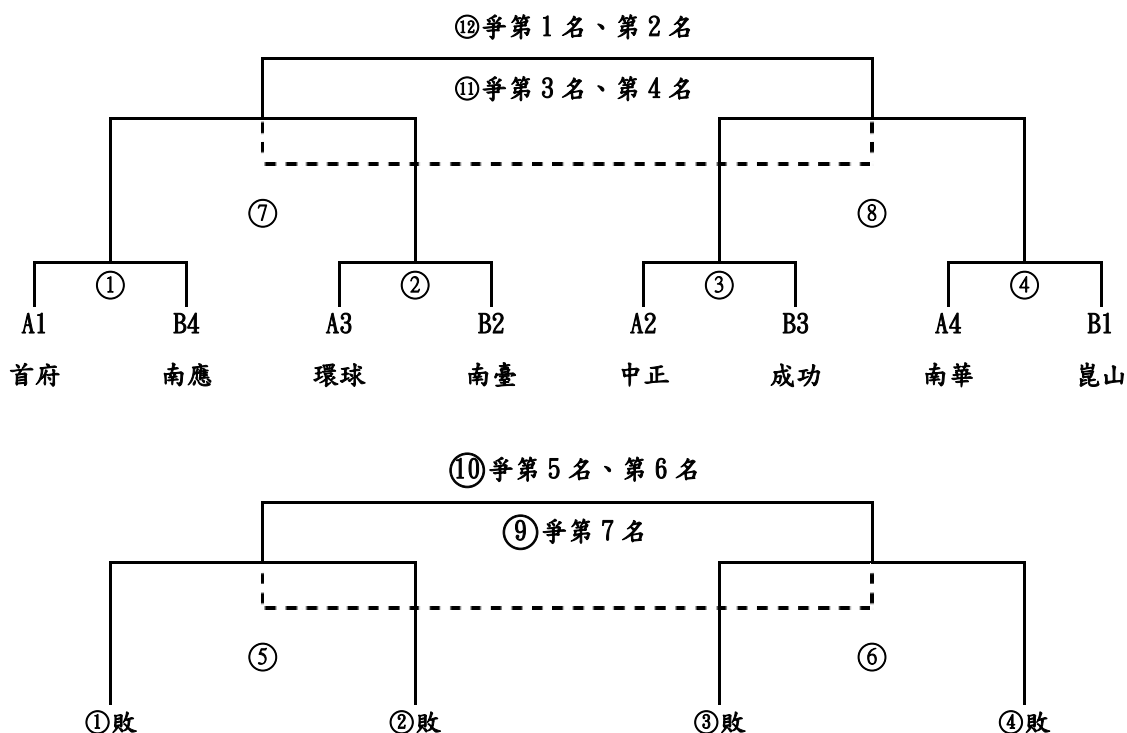 ⑫爭第1名、第2名
⑪爭第3名、第4名
⑦ ⑧
① ② ③ ④
A1 B4 A3 B2 A2 B3 A4 B1
首府 南應 環球 南臺 中正 成功 南華 崑山
⑩爭第5名、第6名
⑨爭第7名
⑤ ⑥
①敗 ②敗 ③敗 ④敗